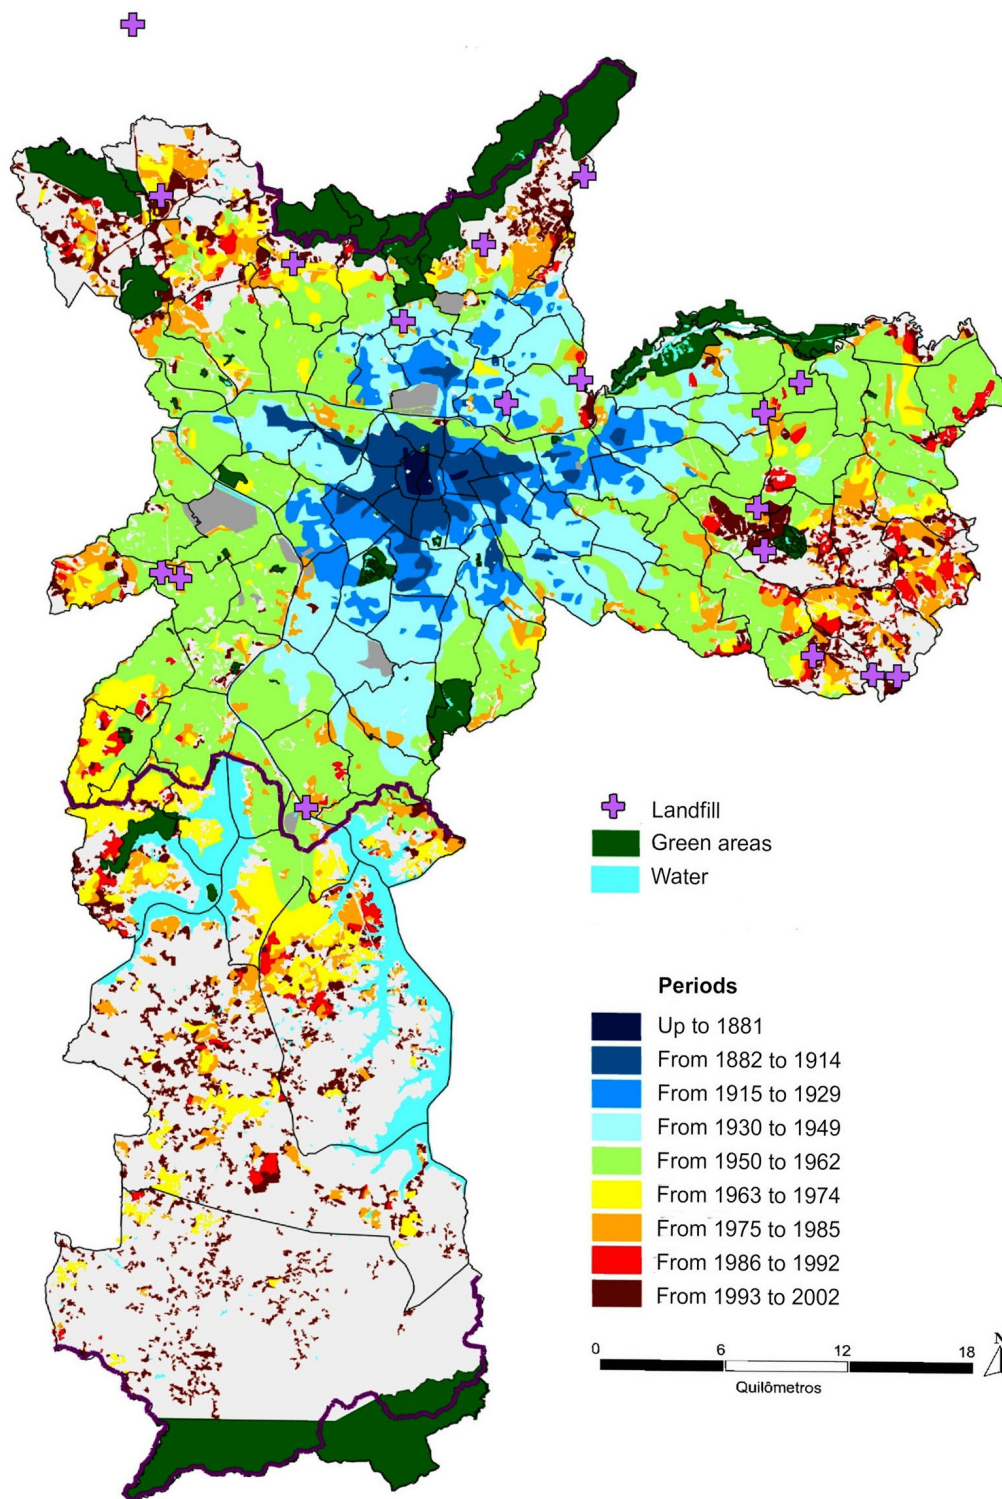 Landfill
Green areas
Water
Periods
Up to 1881
From 1882 to 1914
From 1915 to 1929
From 1930 to 1949
From 1950 to 1962
From 1963 to 1974
From 1975 to 1985
From 1986 to 1992
From 1993 to 2002
0 6 12 18
Quilômetros
N